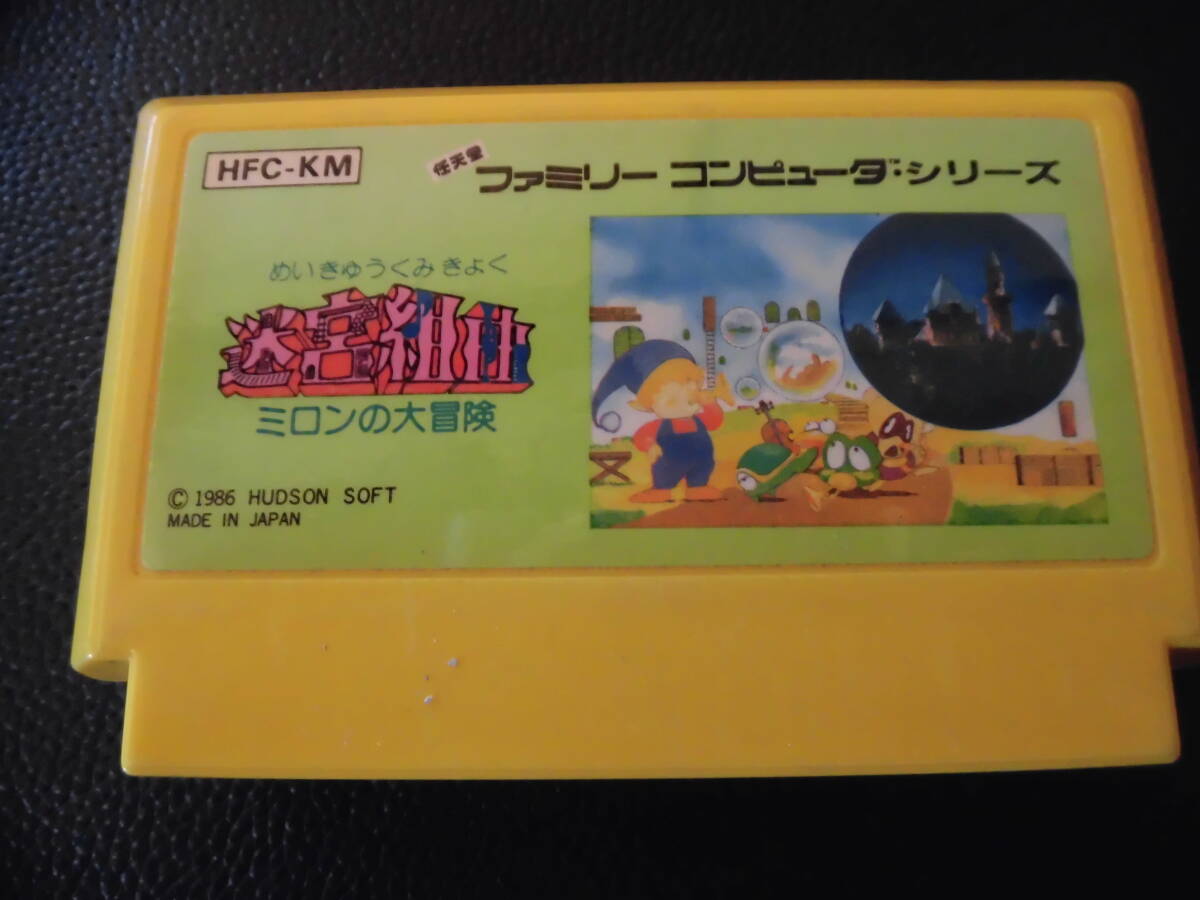 HFC-KM
任天堂 ファミリー コンピュータ・シリーズ
めいきゅうくみきょく
迷宮組曲
ミロンの大冒険
© 1986 HUDSON SOFT
MADE IN JAPAN